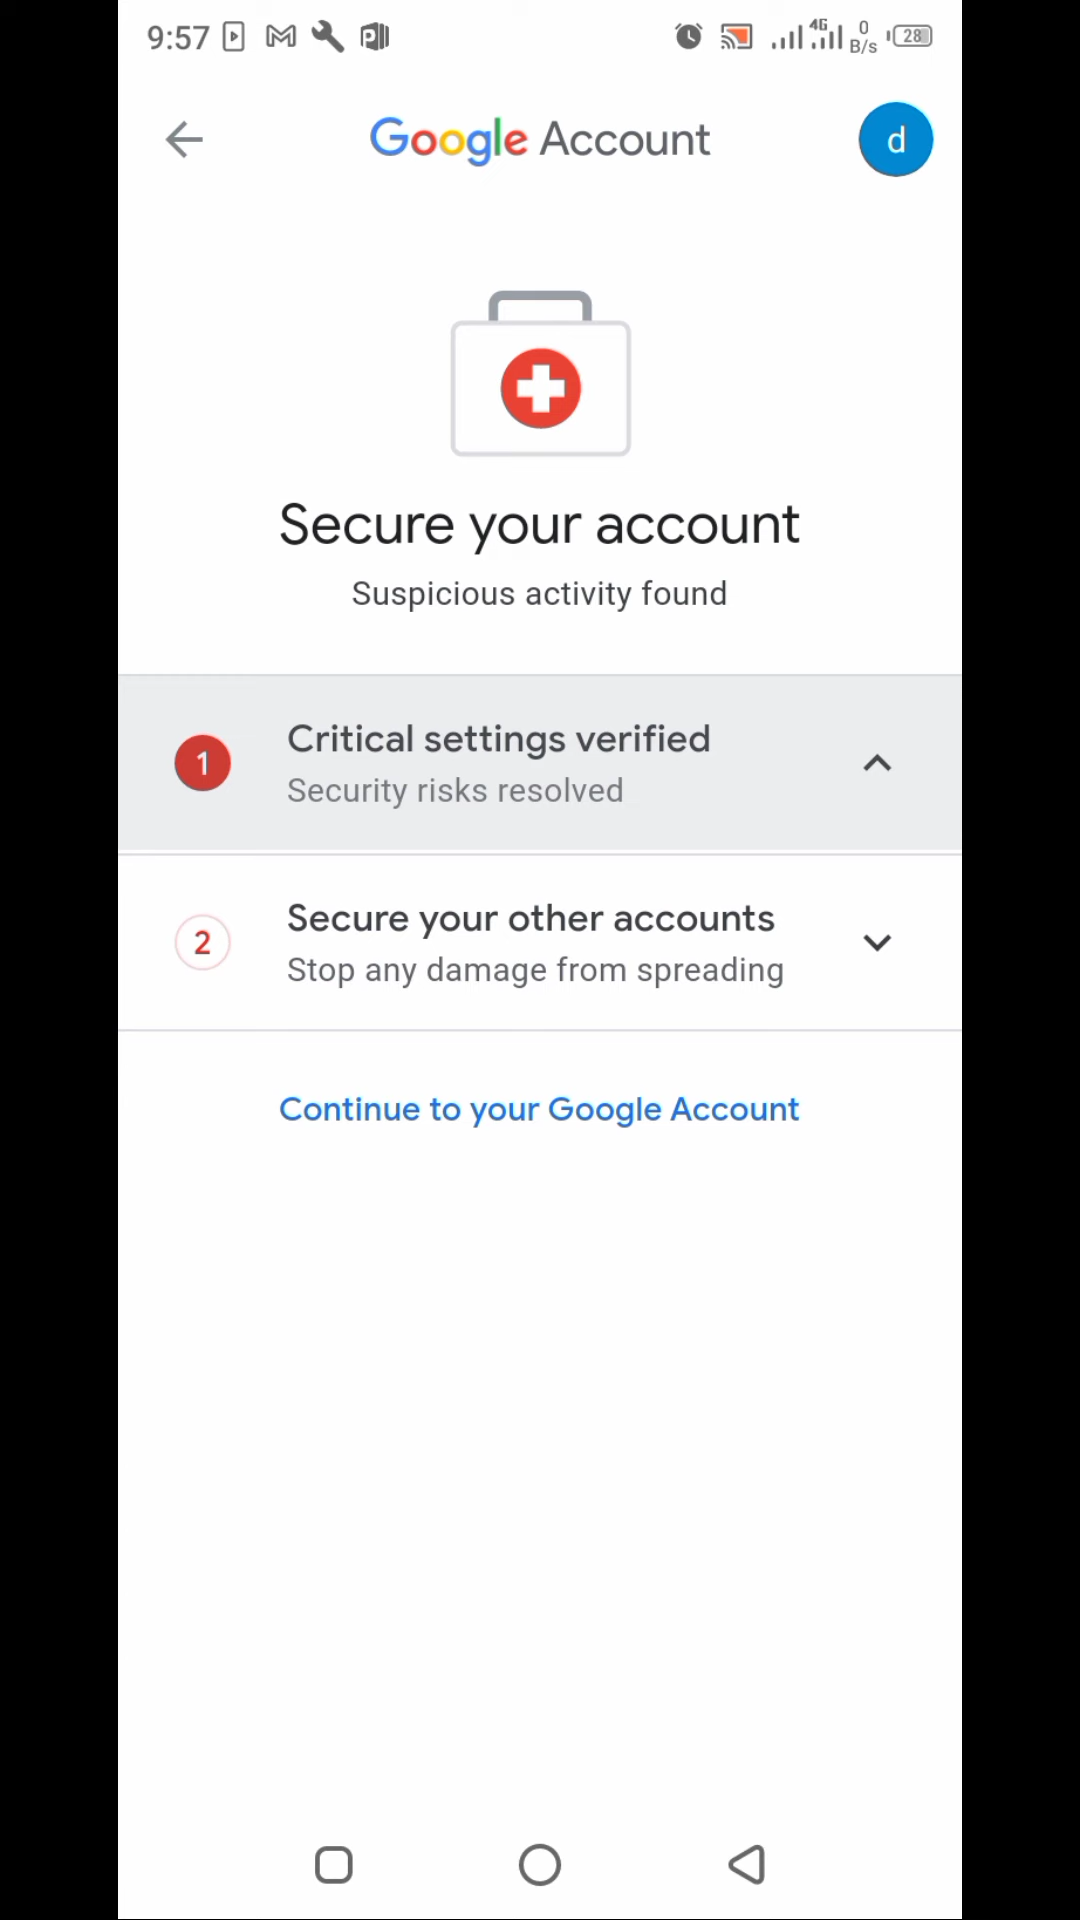 9:57 4G 0 B/s 28
Google Account d
Secure your account
Suspicious activity found
1 Critical settings verified
Security risks resolved
2 Secure your other accounts
Stop any damage from spreading
Continue to your Google Account